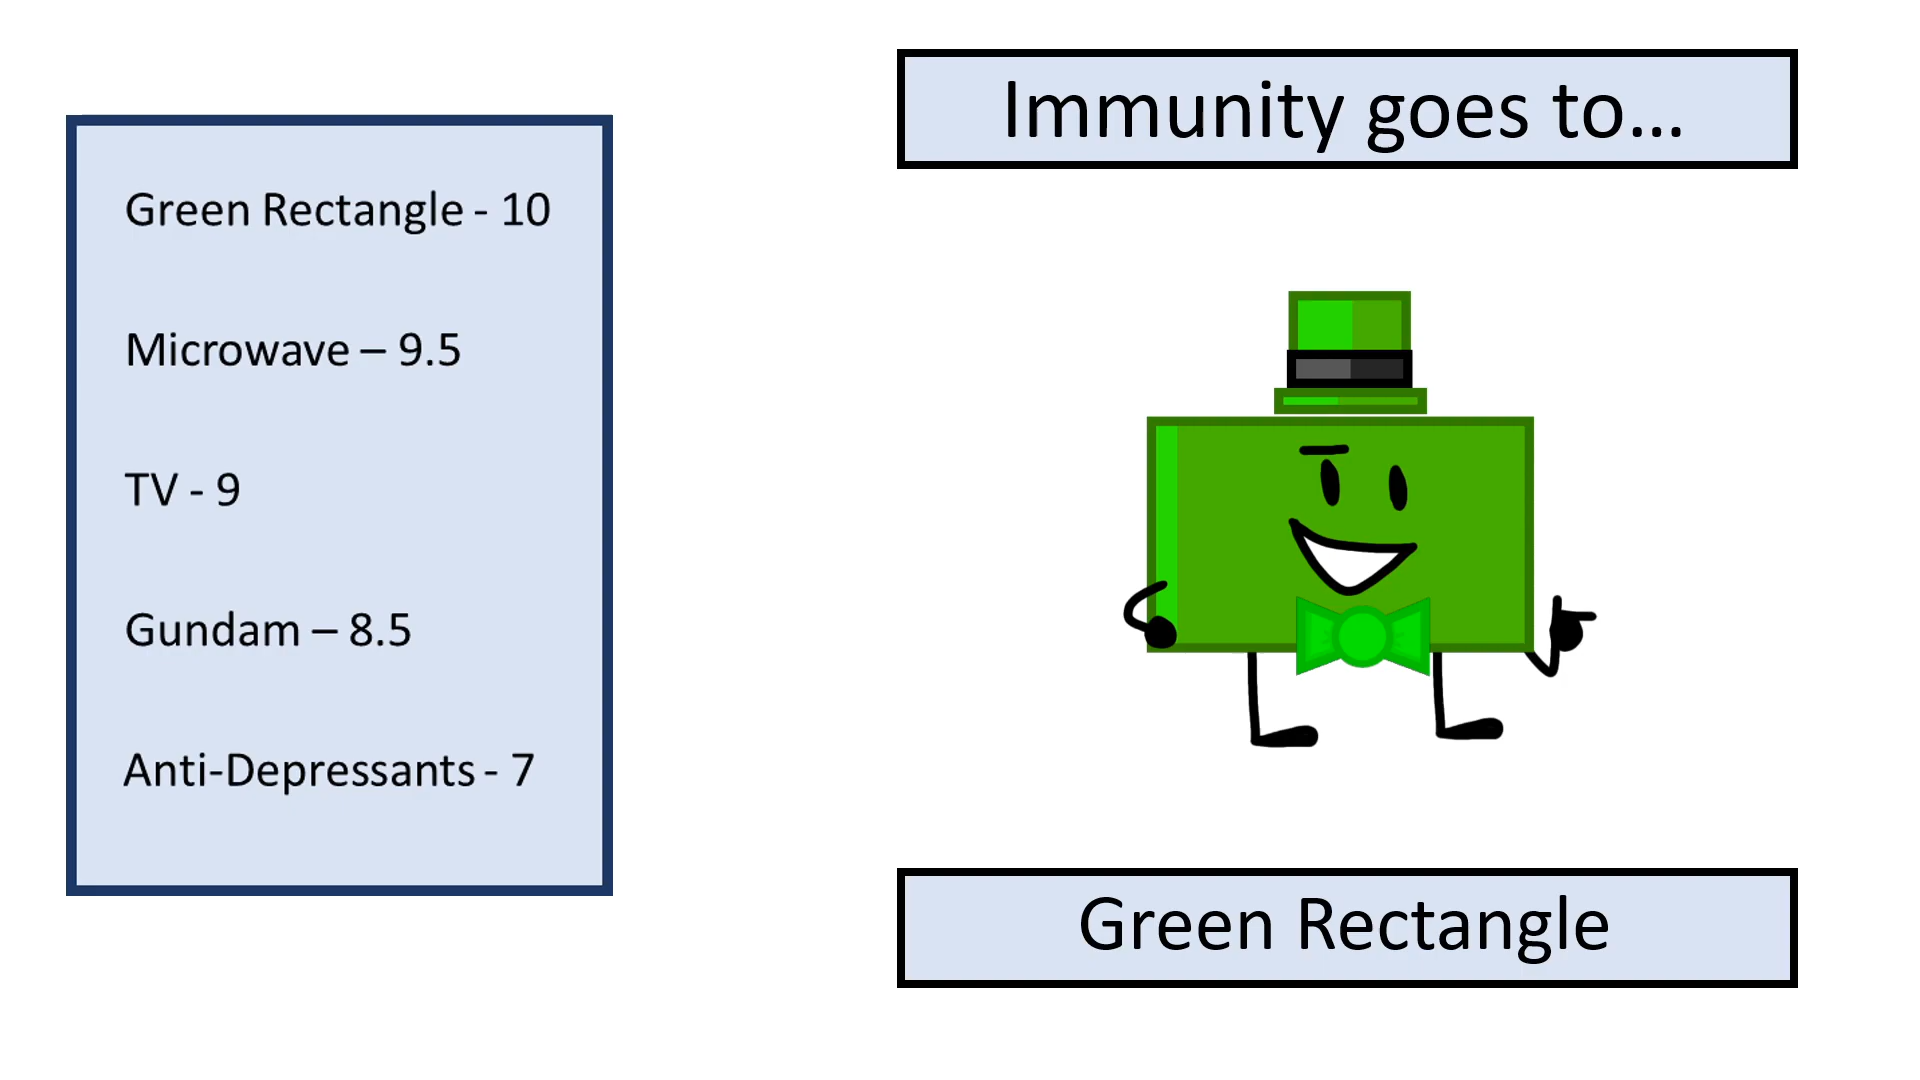 Immunity goes to...
Green Rectangle - 10
Microwave – 9.5
TV - 9
Gundam – 8.5
Anti-Depressants - 7
Green Rectangle